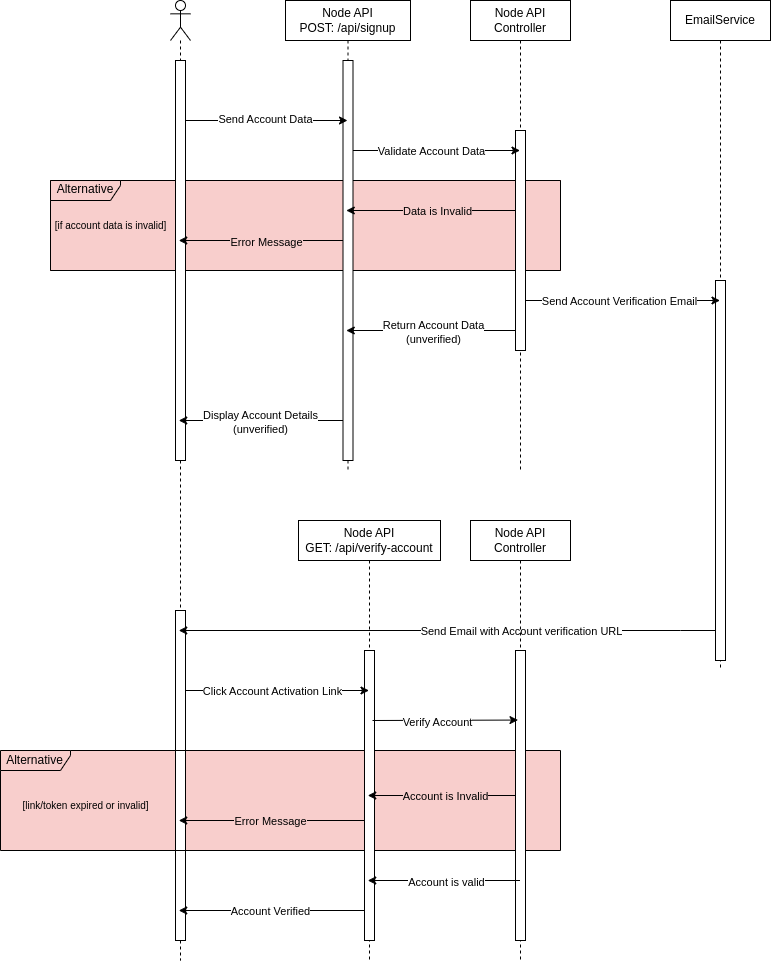 Node API
POST: /api/signup
Node API
Controller
EmailService
Send Account Data
Validate Account Data
Alternative
[if account data is invalid]
Data is Invalid
Error Message
Send Account Verification Email
Return Account Data
(unverified)
Display Account Details
(unverified)
Node API
GET: /api/verify-account
Node API
Controller
Send Email with Account verification URL
Click Account Activation Link
Verify Account
Alternative
[link/token expired or invalid]
Account is Invalid
Error Message
Account is valid
Account Verified